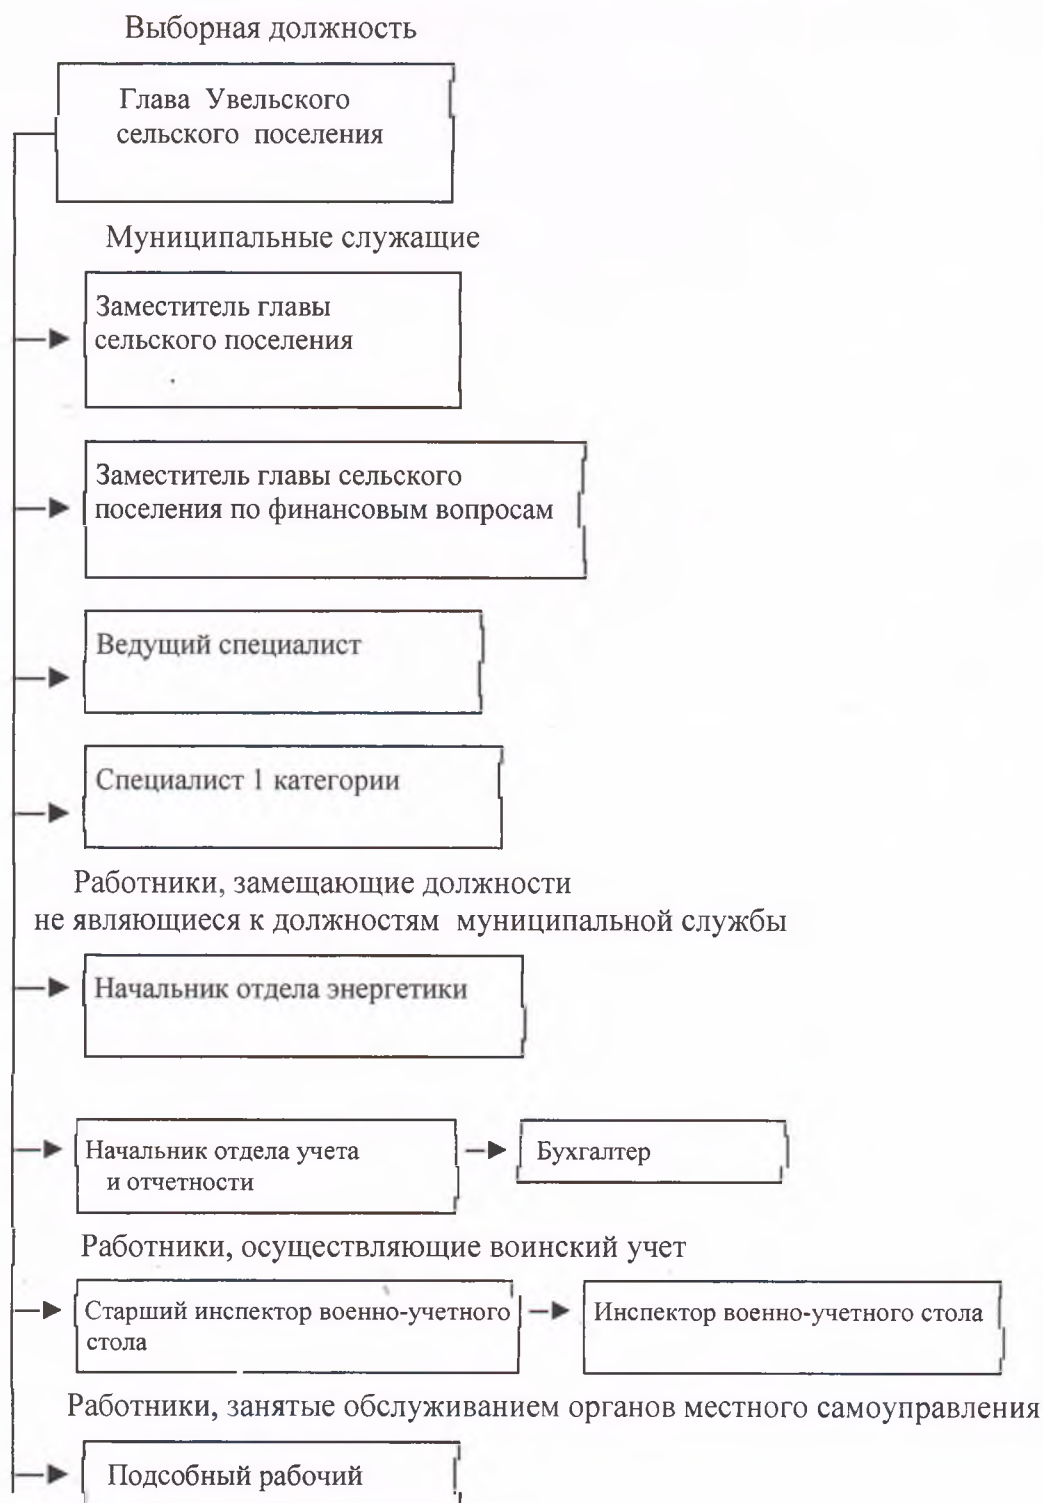 Выборная должность
Глава Увельского
сельского поселения
Муниципальные служащие
Заместитель главы
сельского поселения
Заместитель главы сельского
поселения по финансовым вопросам
Ведущий специалист
Специалист 1 категории
Работники, замещающие должности
не являющиеся к должностям муниципальной службы
Начальник отдела энергетики
Начальник отдела учета
и отчетности
Бухгалтер
Работники, осуществляющие воинский учет
Старший инспектор военно-учетного
стола
Инспектор военно-учетного стола
Работники, занятые обслуживанием органов местного самоуправления
Подсобный рабочий